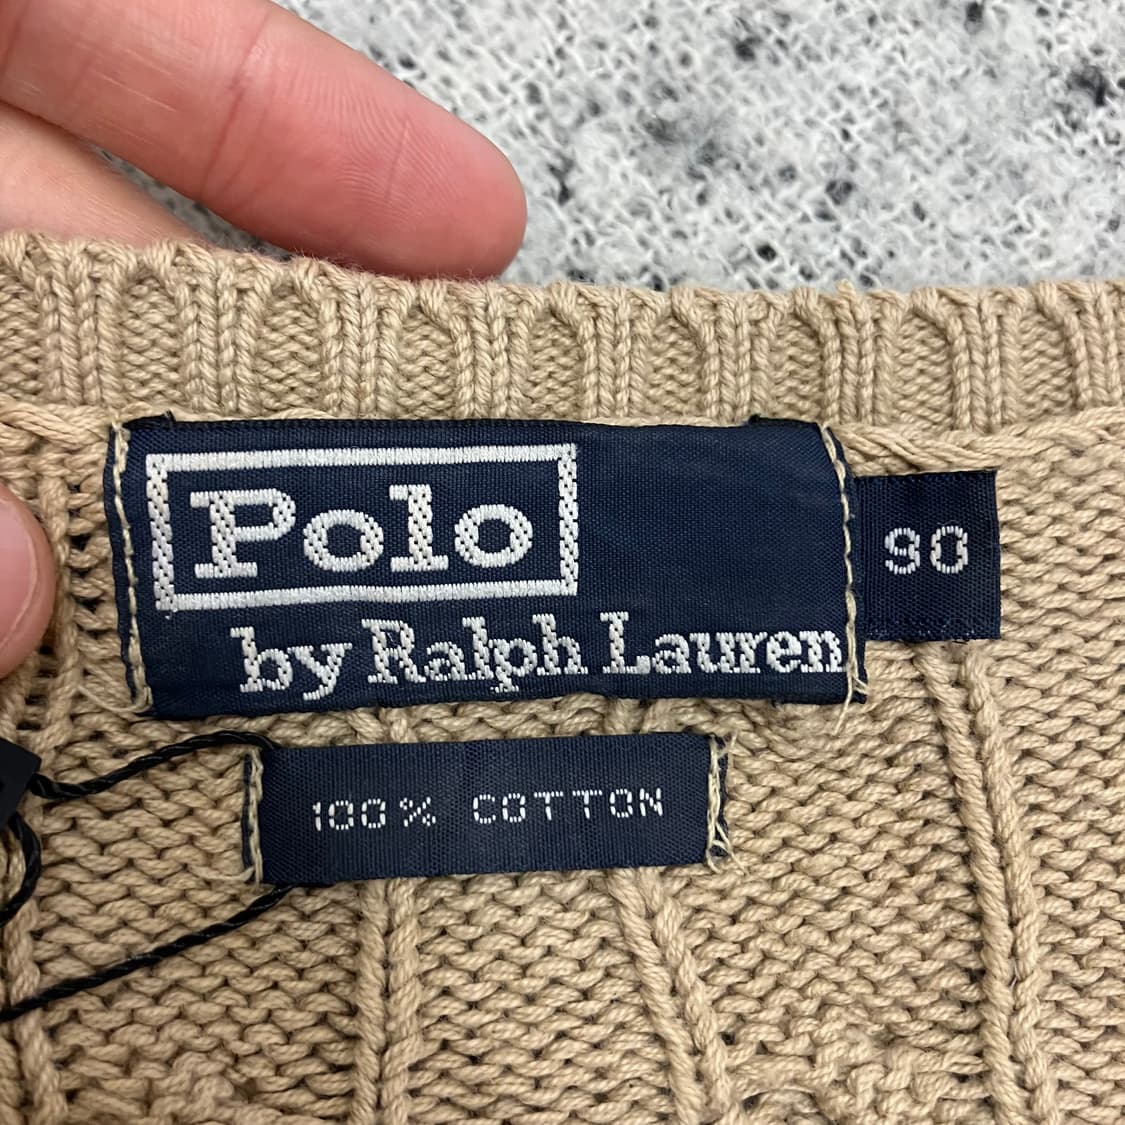 Polo
by Ralph Lauren
90
100% COTTON